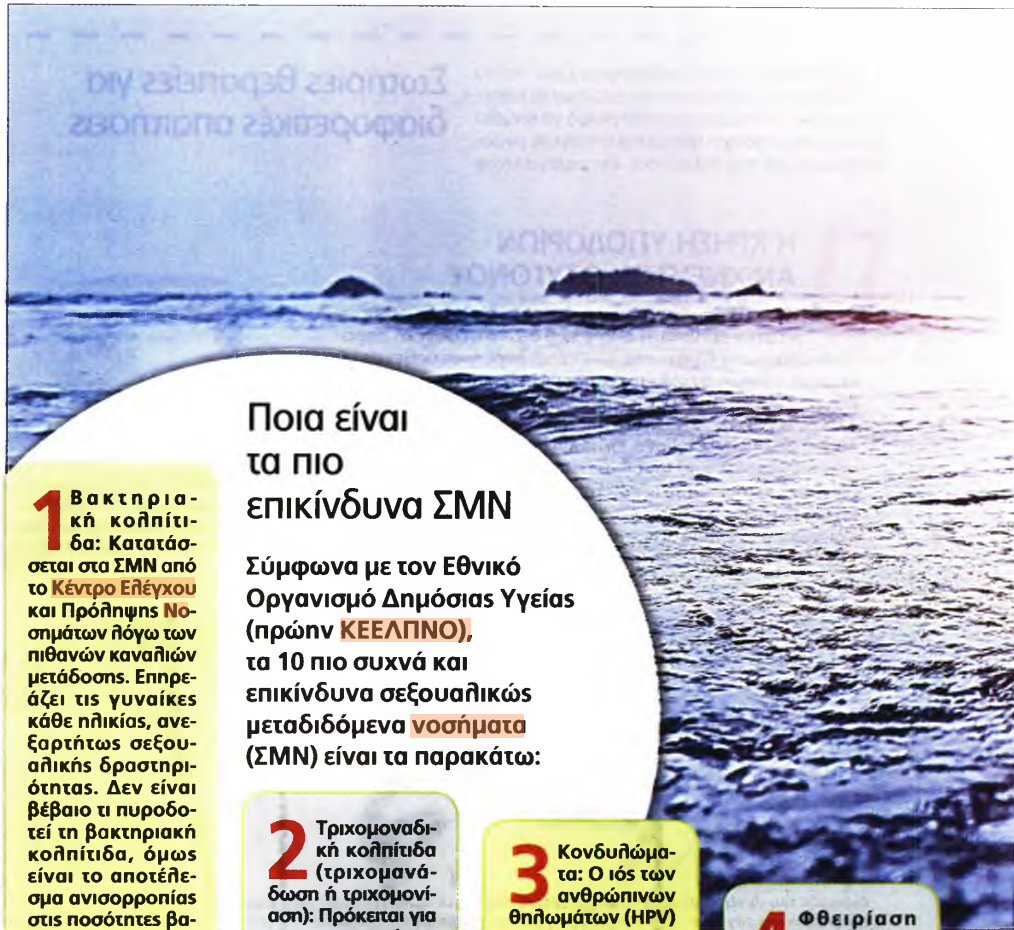 Ποια είναι
τα πιο
επικίνδυνα ΣΜΝ
Σύμφωνα με τον Εθνικό
Οργανισμό Δημόσιας Υγείας
(πρώην ΚΕΕΛΠΝΟ),
τα 10 πιο συχνά και
επικίνδυνα σεξουαλικώς
μεταδιδόμενα νοσήματα
(ΣΜΝ) είναι τα παρακάτω:
1 Βακτηρια-
κή κολπίτι-
δα: Κατατάσ-
σεται στα ΣΜΝ από
το Κέντρο Ελέγχου
και Πρόληψης Νο-
σημάτων λόγω των
πιθανών καναλιών
μετάδοσης. Επηρε-
άζει τις γυναίκες
κάθε ηλικίας, ανε-
ξαρτήτως σεξου-
αλικής δραστηρι-
ότητας. Δεν είναι
βέβαιο τι πυροδο-
τεί τη βακτηριακή
κολπίτιδα, όμως
είναι το αποτέλε-
σμα ανισορροπίας
στις ποσότητες βα-
2 Τριχομοναδι-
κή κολπίτιδα
(τριχομανά-
δωση ή τριχομονί-
αση): Πρόκειται για
3 Κονδυλώμα-
τα: Ο ιός των
ανθρώπινων
θηλωμάτων (HPV)
4 Φθειρίαση